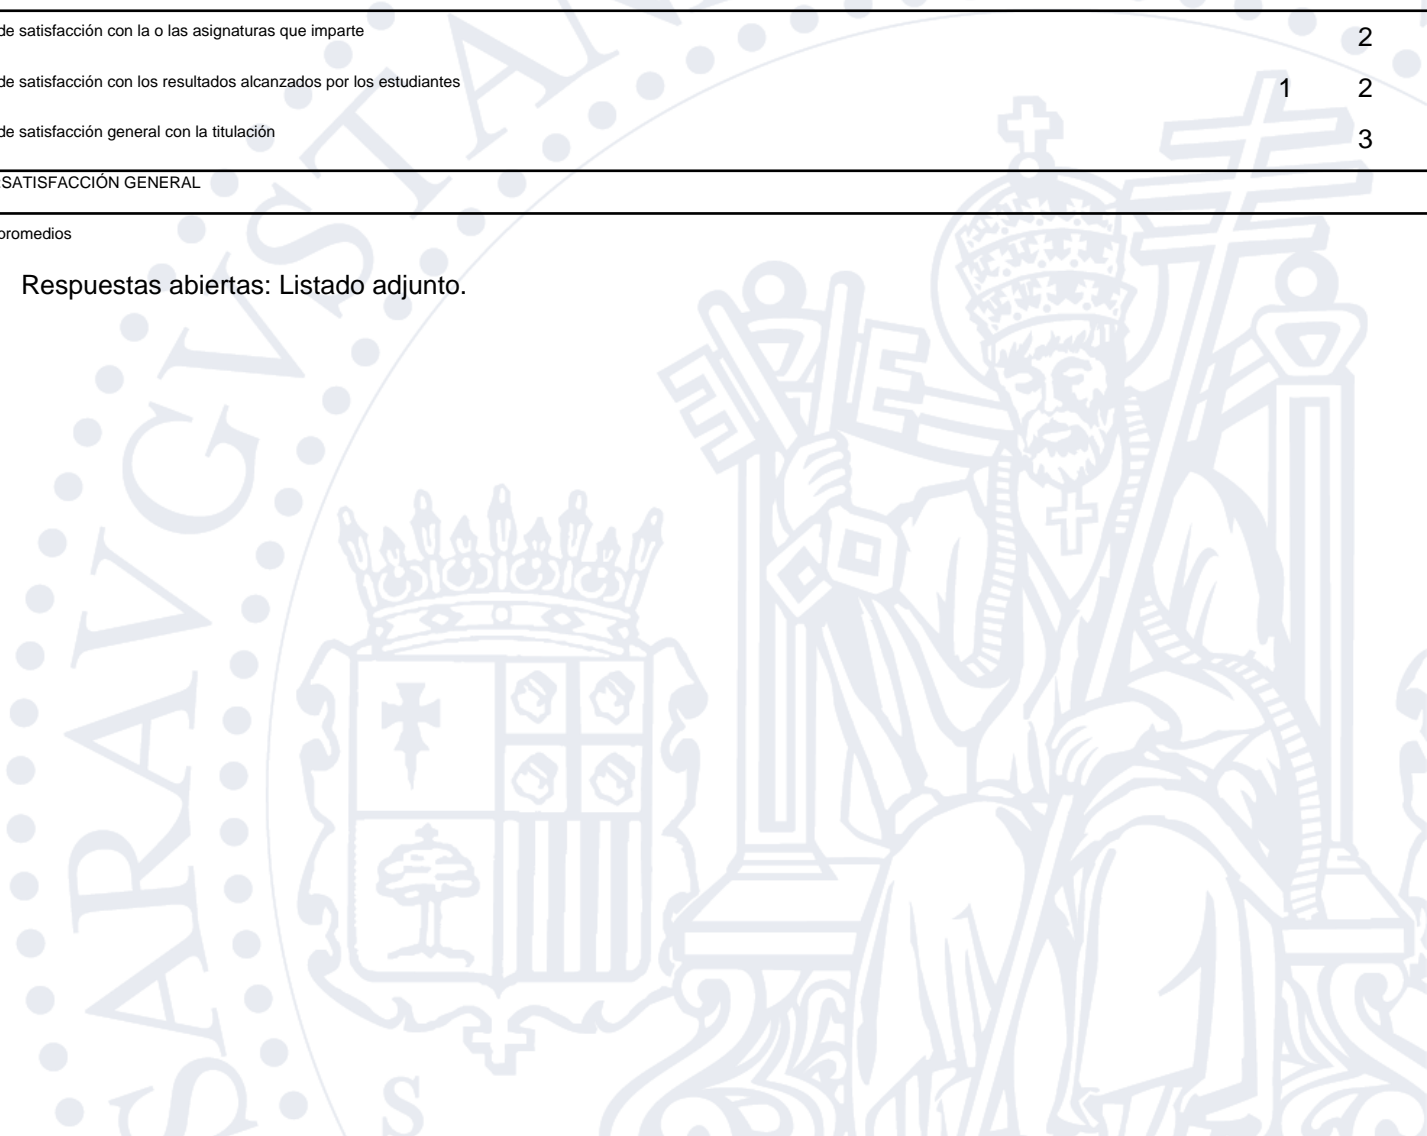 de satisfacción con la o las asignaturas que imparte 2
de satisfacción con los resultados alcanzados por los estudiantes 1 2
de satisfacción general con la titulación 3
SATISFACCIÓN GENERAL
promedios
Respuestas abiertas: Listado adjunto.
SARAVGVSTAN
S